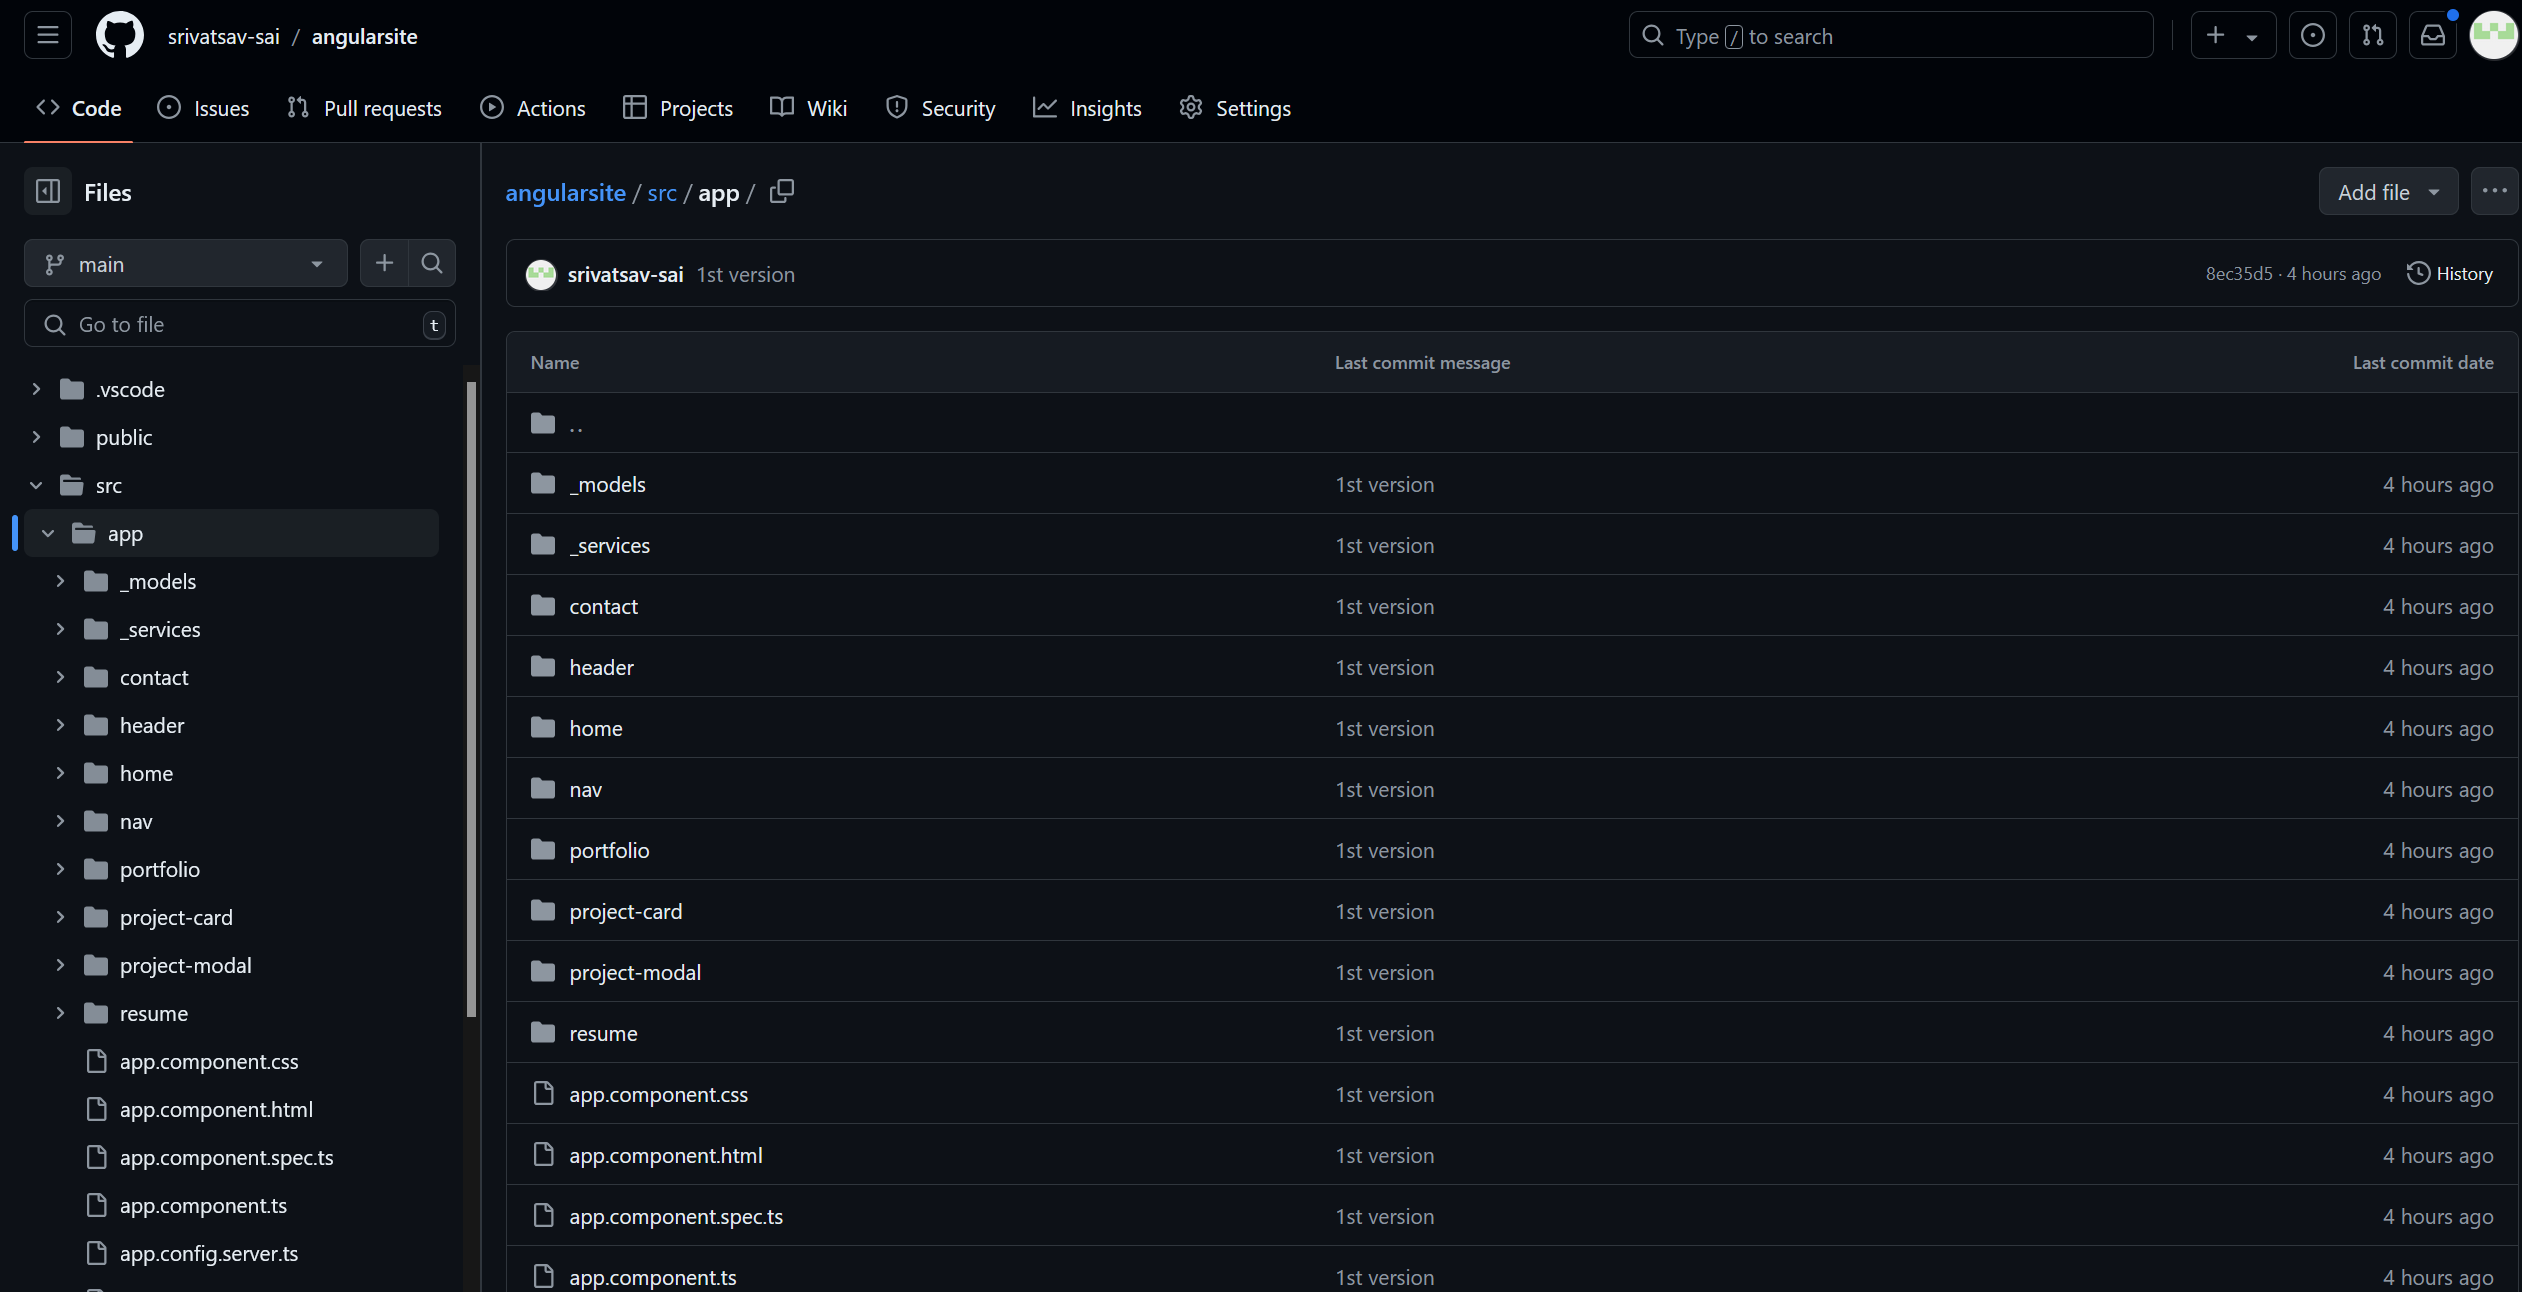 srivatsav-sai / angularsite
Type / to search
Code Issues Pull requests Actions Projects Wiki Security Insights Settings
Files
main
Go to file t
.vscode
public
src
app
_models
_services
contact
header
home
nav
portfolio
project-card
project-modal
resume
app.component.css
app.component.html
app.component.spec.ts
app.component.ts
app.config.server.ts
angularsite / src / app /
Add file
srivatsav-sai 1st version 8ec35d5 · 4 hours ago History
Name Last commit message Last commit date
..
_models 1st version 4 hours ago
_services 1st version 4 hours ago
contact 1st version 4 hours ago
header 1st version 4 hours ago
home 1st version 4 hours ago
nav 1st version 4 hours ago
portfolio 1st version 4 hours ago
project-card 1st version 4 hours ago
project-modal 1st version 4 hours ago
resume 1st version 4 hours ago
app.component.css 1st version 4 hours ago
app.component.html 1st version 4 hours ago
app.component.spec.ts 1st version 4 hours ago
app.component.ts 1st version 4 hours ago